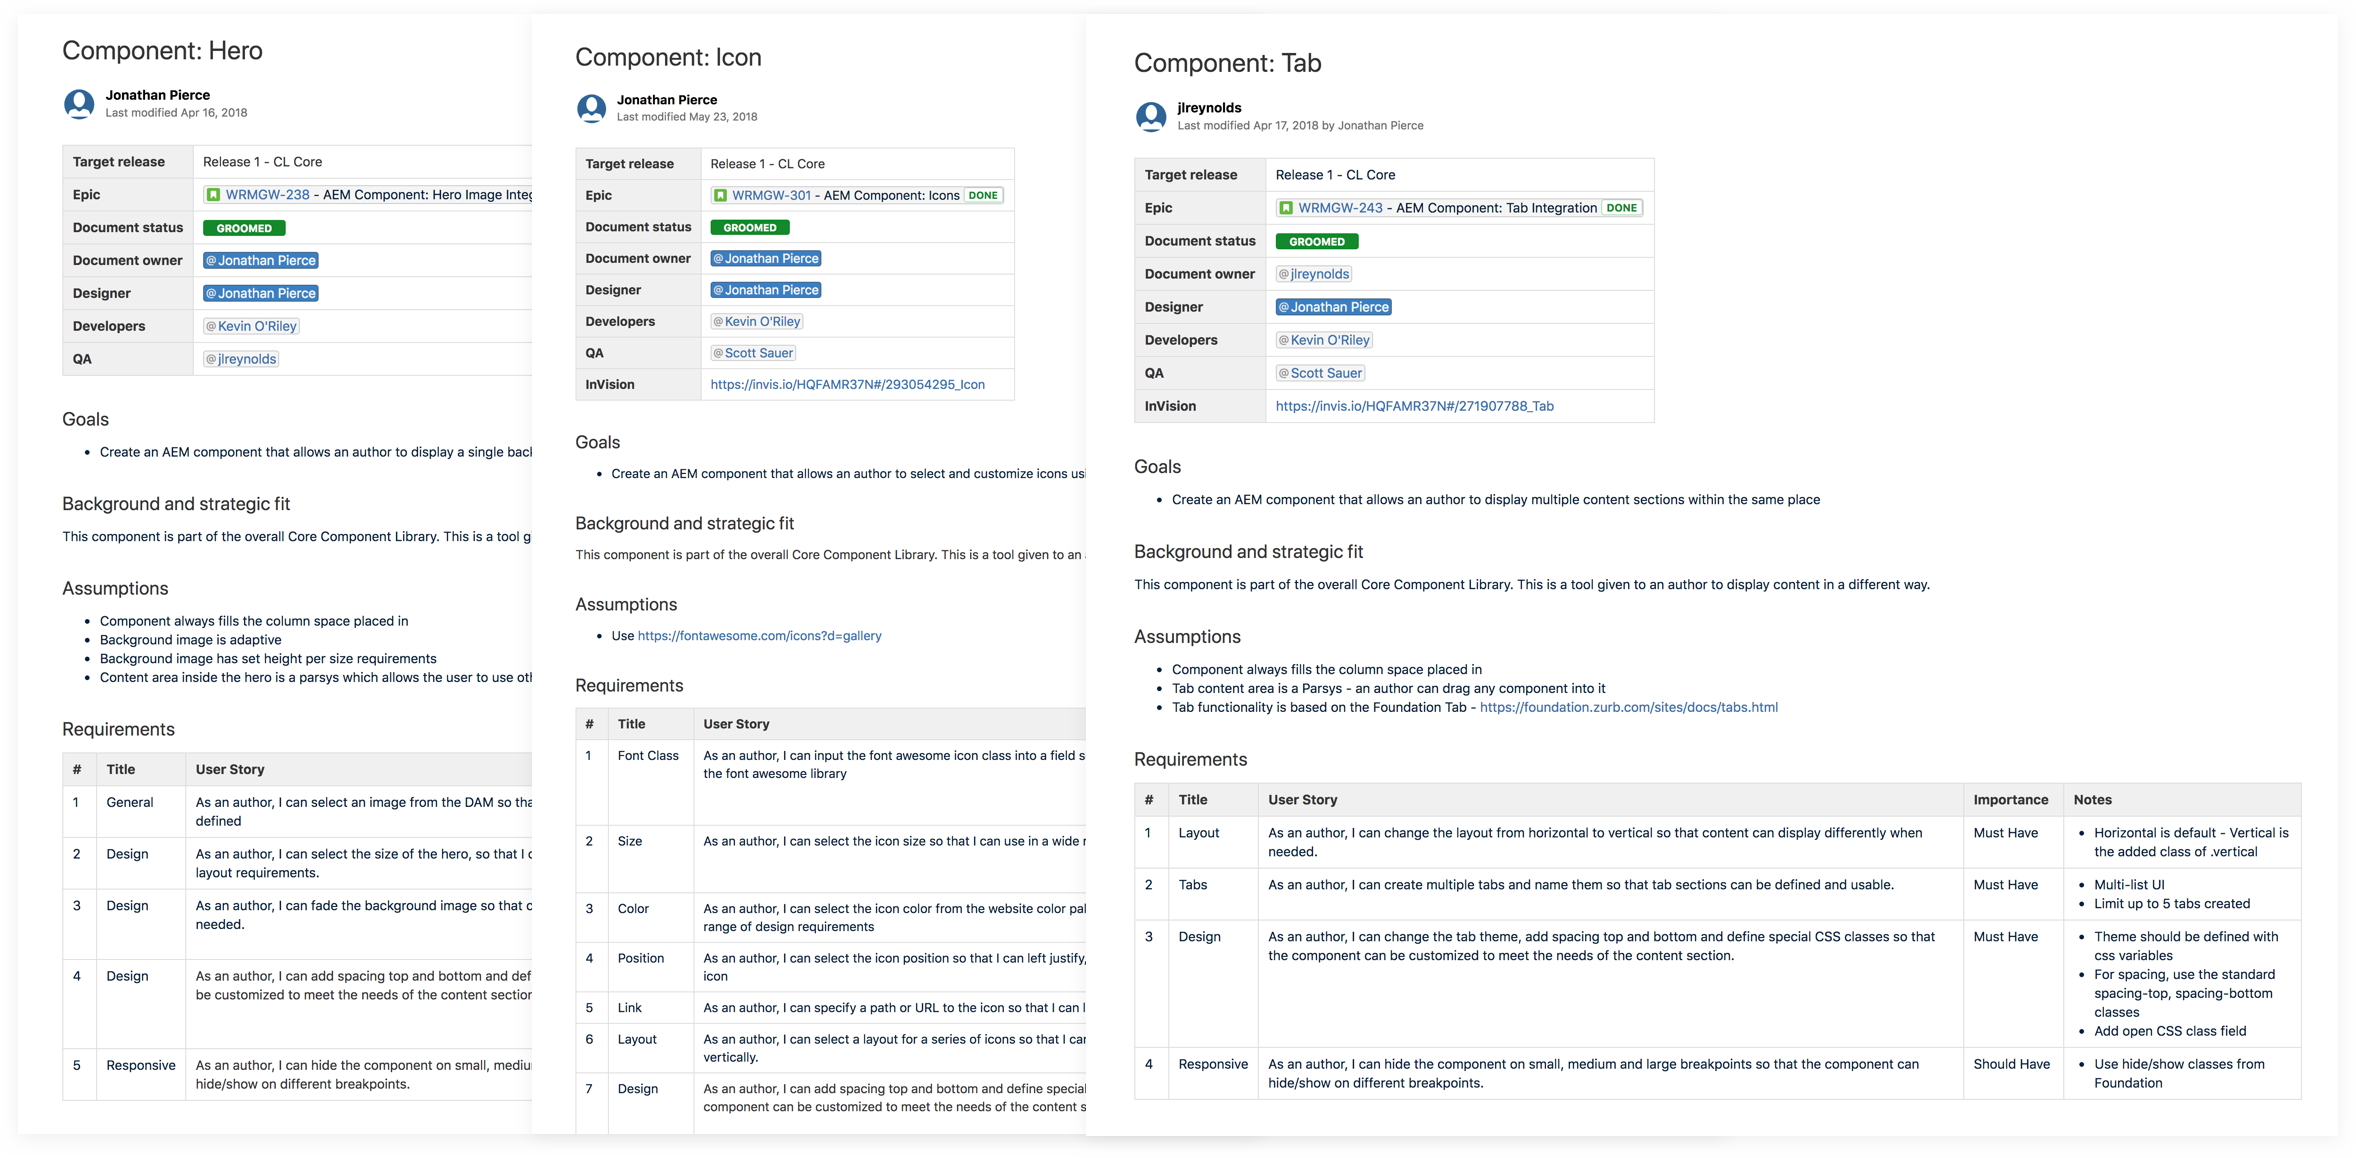 Component: Hero
Jonathan Pierce
Last modified Apr 16, 2018
Target release Release 1 - CL Core
Epic WRMGW-238 - AEM Component: Hero Image Integ
Document status GROOMED
Document owner @Jonathan Pierce
Designer @Jonathan Pierce
Developers @Kevin O'Riley
QA @jlreynolds
Goals
• Create an AEM component that allows an author to display a single bac
Background and strategic fit
This component is part of the overall Core Component Library. This is a tool g
Assumptions
• Component always fills the column space placed in
• Background image is adaptive
• Background image has set height per size requirements
• Content area inside the hero is a parsys which allows the user to use ot
Requirements
# Title User Story
1 General As an author, I can select an image from the DAM so tha
defined
2 Design As an author, I can select the size of the hero, so that I c
layout requirements.
3 Design As an author, I can fade the background image so that c
needed.
4 Design As an author, I can add spacing top and bottom and def
be customized to meet the needs of the content section
5 Responsive As an author, I can hide the component on small, mediu
hide/show on different breakpoints.
Component: Icon
Jonathan Pierce
Last modified May 23, 2018
Target release Release 1 - CL Core
Epic WRMGW-301 - AEM Component: Icons DONE
Document status GROOMED
Document owner @Jonathan Pierce
Designer @Jonathan Pierce
Developers @Kevin O'Riley
QA @Scott Sauer
InVision https://invis.io/HQFAMR37N#/293054295_Icon
Goals
• Create an AEM component that allows an author to select and customize icons usi
Background and strategic fit
This component is part of the overall Core Component Library. This is a tool given to an
Assumptions
• Use https://fontawesome.com/icons?d=gallery
Requirements
# Title User Story
1 Font Class As an author, I can input the font awesome icon class into a field s
the font awesome library
2 Size As an author, I can select the icon size so that I can use in a wide r
3 Color As an author, I can select the icon color from the website color pal
range of design requirements
4 Position As an author, I can select the icon position so that I can left justify,
icon
5 Link As an author, I can specify a path or URL to the icon so that I can l
6 Layout As an author, I can select a layout for a series of icons so that I can
vertically.
7 Design As an author, I can add spacing top and bottom and define special
component can be customized to meet the needs of the content s
Component: Tab
jlreynolds
Last modified Apr 17, 2018 by Jonathan Pierce
Target release Release 1 - CL Core
Epic WRMGW-243 - AEM Component: Tab Integration DONE
Document status GROOMED
Document owner @jlreynolds
Designer @Jonathan Pierce
Developers @Kevin O'Riley
QA @Scott Sauer
InVision https://invis.io/HQFAMR37N#/271907788_Tab
Goals
• Create an AEM component that allows an author to display multiple content sections within the same place
Background and strategic fit
This component is part of the overall Core Component Library. This is a tool given to an author to display content in a different way.
Assumptions
• Component always fills the column space placed in
• Tab content area is a Parsys - an author can drag any component into it
• Tab functionality is based on the Foundation Tab - https://foundation.zurb.com/sites/docs/tabs.html
Requirements
# Title User Story Importance Notes
1 Layout As an author, I can change the layout from horizontal to vertical so that content can display differently when
needed.
Must Have
• Horizontal is default - Vertical is
the added class of .vertical
2 Tabs As an author, I can create multiple tabs and name them so that tab sections can be defined and usable.
Must Have
• Multi-list UI
• Limit up to 5 tabs created
3 Design As an author, I can change the tab theme, add spacing top and bottom and define special CSS classes so that
the component can be customized to meet the needs of the content section.
Must Have
• Theme should be defined with
css variables
• For spacing, use the standard
spacing-top, spacing-bottom
classes
• Add open CSS class field
4 Responsive As an author, I can hide the component on small, medium and large breakpoints so that the component can
hide/show on different breakpoints.
Should Have
• Use hide/show classes from
Foundation